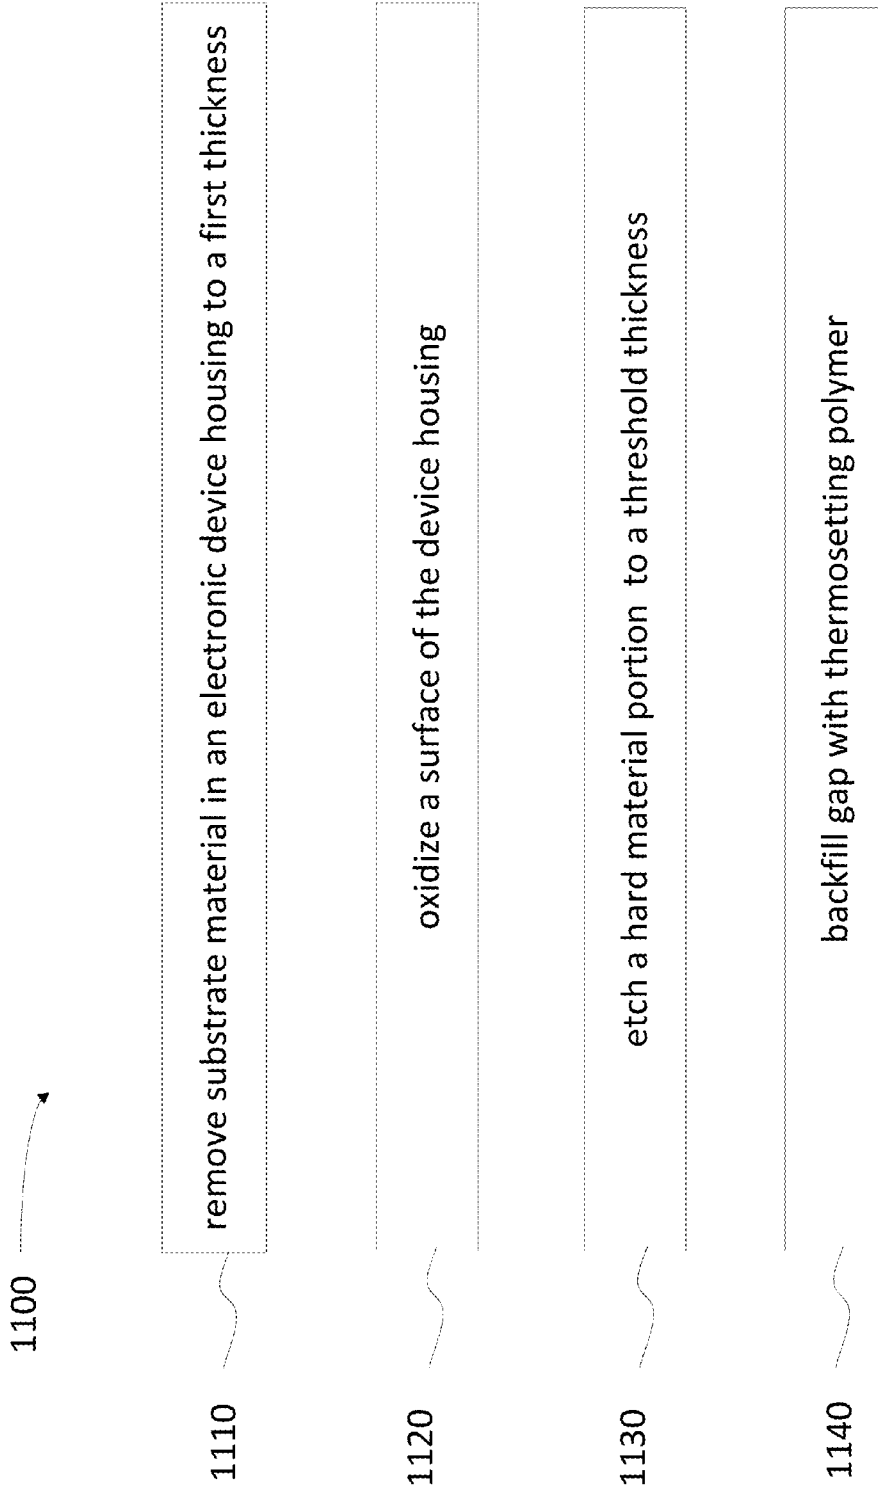 1100
1110
remove substrate material in an electronic device housing to a first thickness
1120
oxidize a surface of the device housing
1130
etch a hard material portion to a threshold thickness
1140
backfill gap with thermosetting polymer